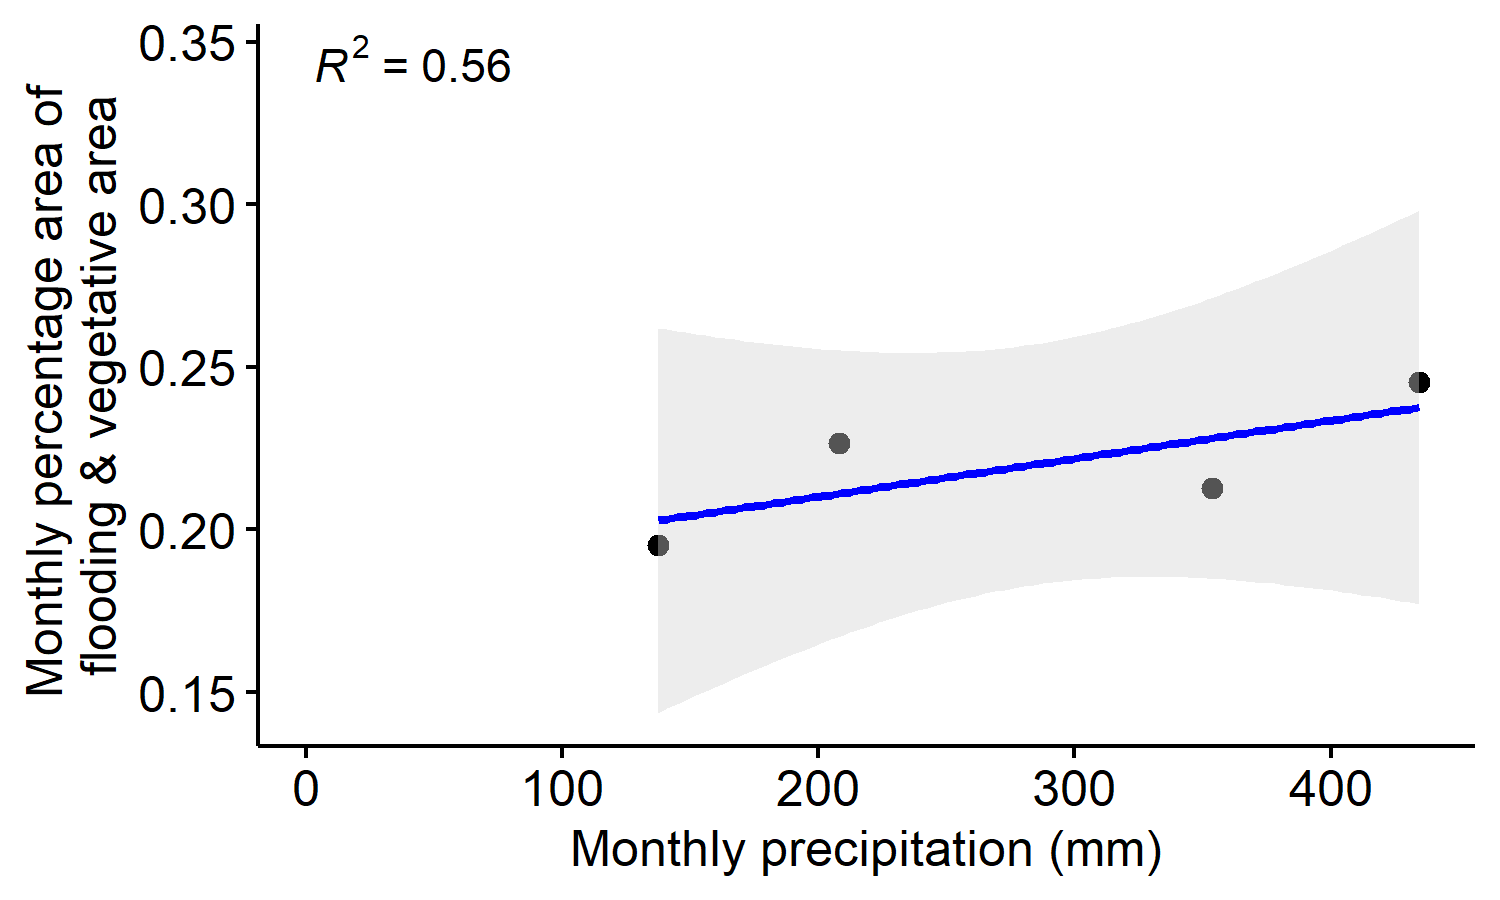 R² = 0.56
Monthly percentage area of
flooding & vegetative area
0.35
0.30
0.25
0.20
0.15
0
100
200
300
400
Monthly precipitation (mm)